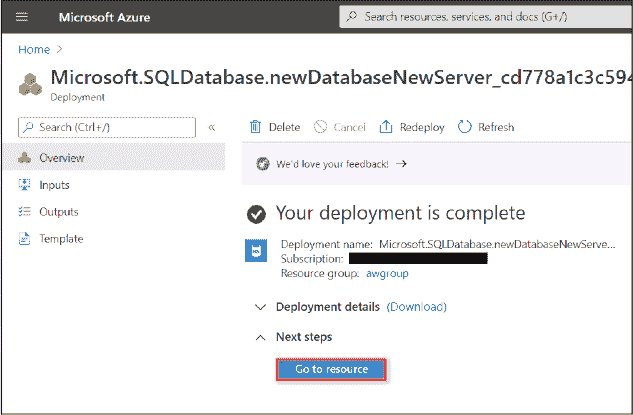 Microsoft Azure
Search resources, services, and docs (G+/)
Home >
Microsoft.SQLDatabase.newDatabaseNewServer_cd778a1c3c594
Deployment
Search (Ctrl+/)
«
Delete
Cancel
Redeploy
Refresh
Overview
Inputs
Outputs
Template
We'd love your feedback! →
Your deployment is complete
Deployment name: Microsoft.SQLDatabase.newDatabaseNewServe...
Subscription:
Resource group: awgroup
Deployment details (Download)
Next steps
Go to resource